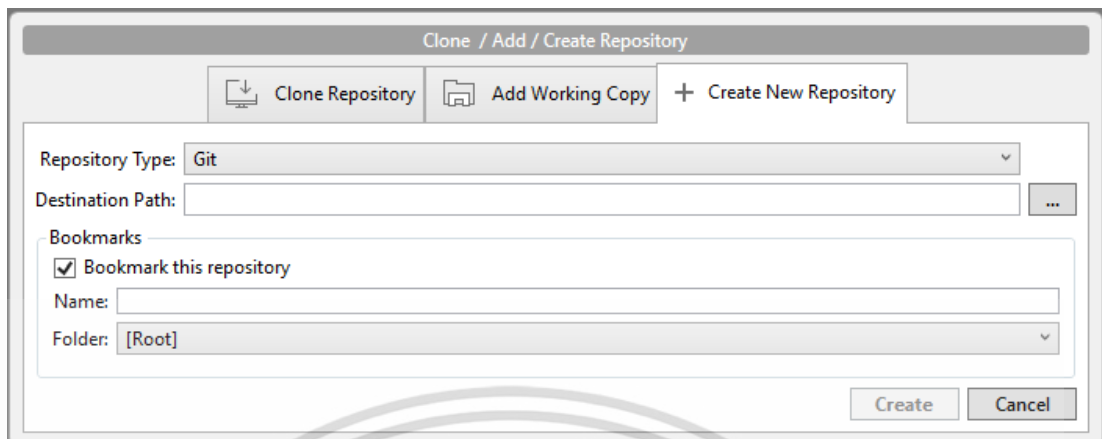 Clone / Add / Create Repository
Clone Repository Add Working Copy + Create New Repository
Repository Type: Git
Destination Path: ...
Bookmarks
Bookmark this repository
Name:
Folder: [Root]
Create Cancel